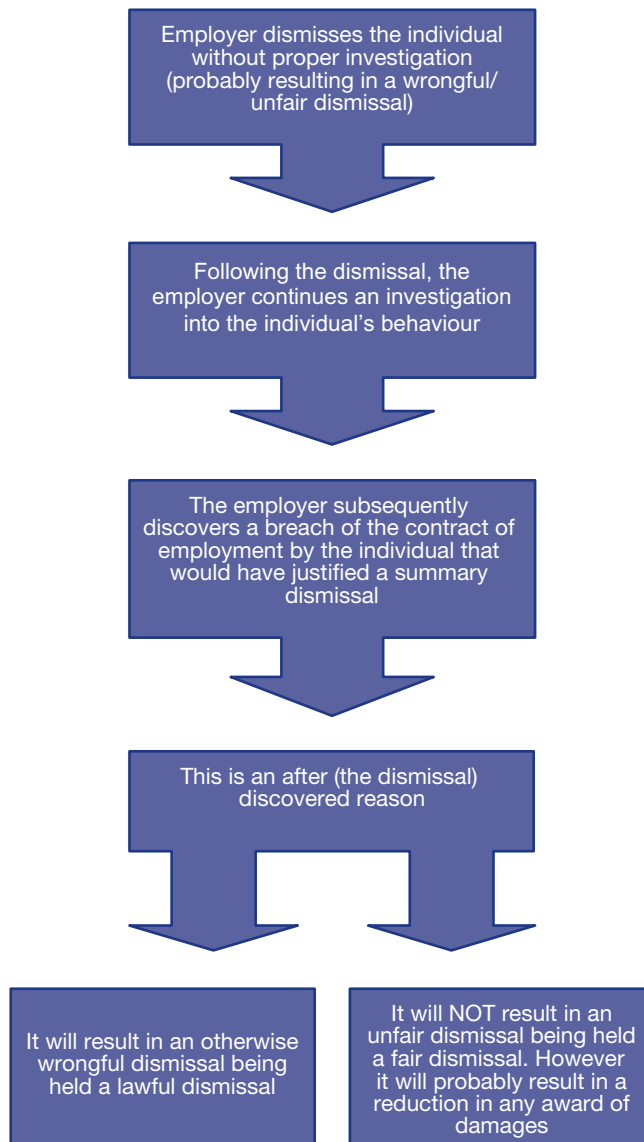 Employer dismisses the individual
without proper investigation
(probably resulting in a wrongful/
unfair dismissal)
Following the dismissal, the
employer continues an investigation
into the individual's behaviour
The employer subsequently
discovers a breach of the contract of
employment by the individual that
would have justified a summary
dismissal
This is an after (the dismissal)
discovered reason
It will result in an otherwise
wrongful dismissal being
held a lawful dismissal
It will NOT result in an
unfair dismissal being held
a fair dismissal. However
it will probably result in a
reduction in any award of
damages